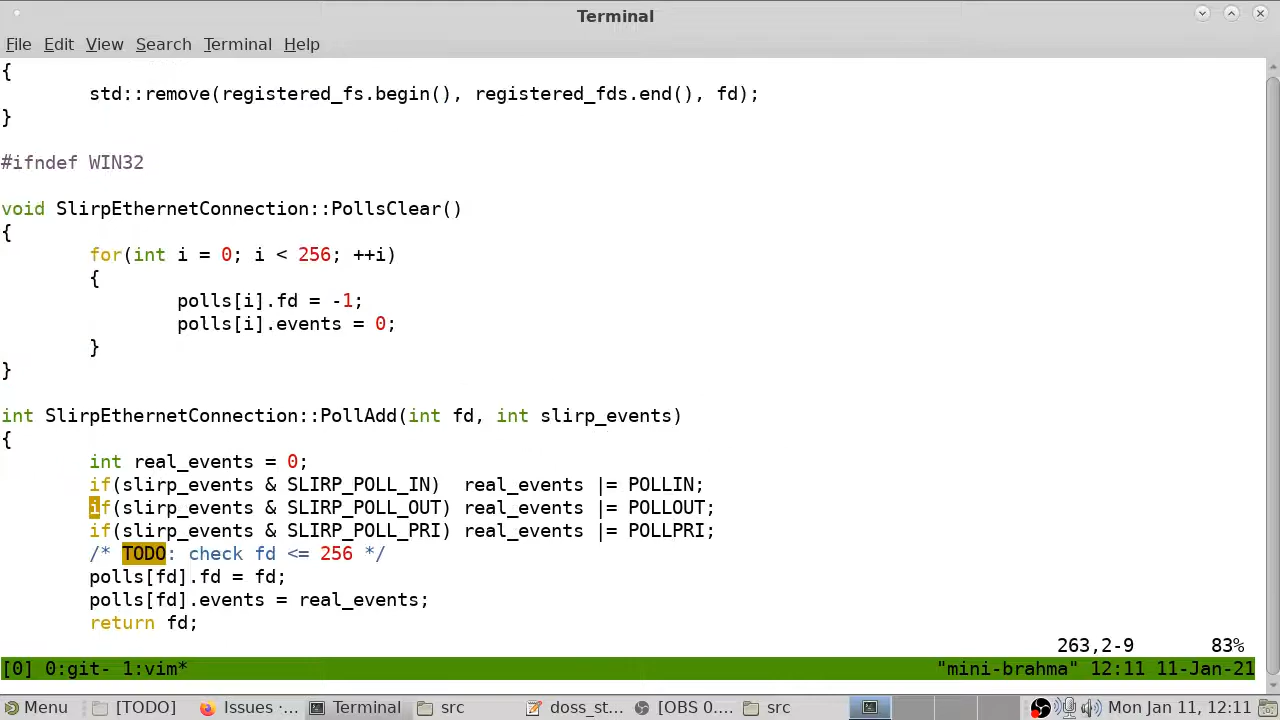 Terminal
File Edit View Search Terminal Help
{
        std::remove(registered_fs.begin(), registered_fds.end(), fd);
}
#ifndef WIN32
void SlirpEthernetConnection::PollsClear()
{
        for(int i = 0; i < 256; ++i)
        {
                polls[i].fd = -1;
                polls[i].events = 0;
        }
}
int SlirpEthernetConnection::PollAdd(int fd, int slirp_events)
{
        int real_events = 0;
        if(slirp_events & SLIRP_POLL_IN)  real_events |= POLLIN;
        if(slirp_events & SLIRP_POLL_OUT) real_events |= POLLOUT;
        if(slirp_events & SLIRP_POLL_PRI) real_events |= POLLPRI;
        /* TODO: check fd <= 256 */
        polls[fd].fd = fd;
        polls[fd].events = real_events;
        return fd;
263,2-9 83%
[0] 0:git- 1:vim* "mini-brahma" 12:11 11-Jan-21
Menu [TODO] Issues ·... Terminal src doss_st... [OBS 0.... src Mon Jan 11, 12:11